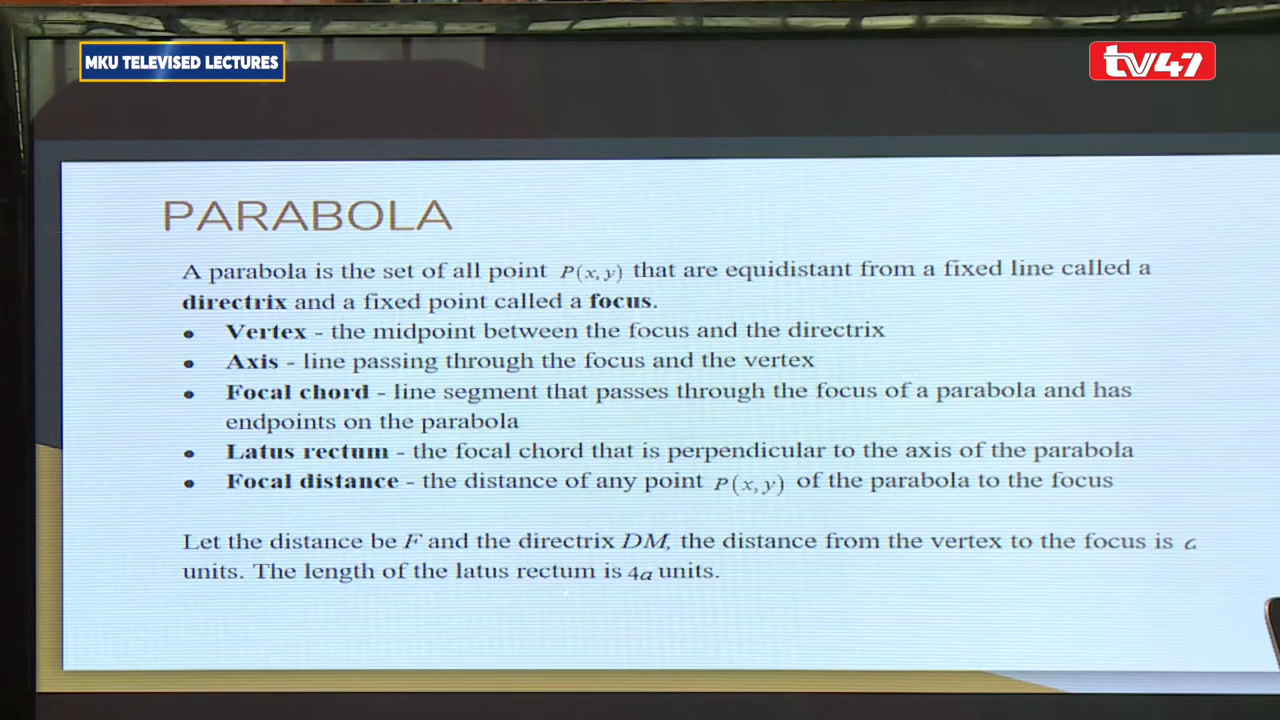 MKU TELEVISED LECTURES
tv47
PARABOLA
A parabola is the set of all point P(x, y) that are equidistant from a fixed line called a
directrix and a fixed point called a focus.
• Vertex - the midpoint between the focus and the directrix
• Axis - line passing through the focus and the vertex
• Focal chord - line segment that passes through the focus of a parabola and has
endpoints on the parabola
• Latus rectum - the focal chord that is perpendicular to the axis of the parabola
• Focal distance - the distance of any point P(x, y) of the parabola to the focus
Let the distance be F and the directrix DM, the distance from the vertex to the focus is
units. The length of the latus rectum is 4a units.